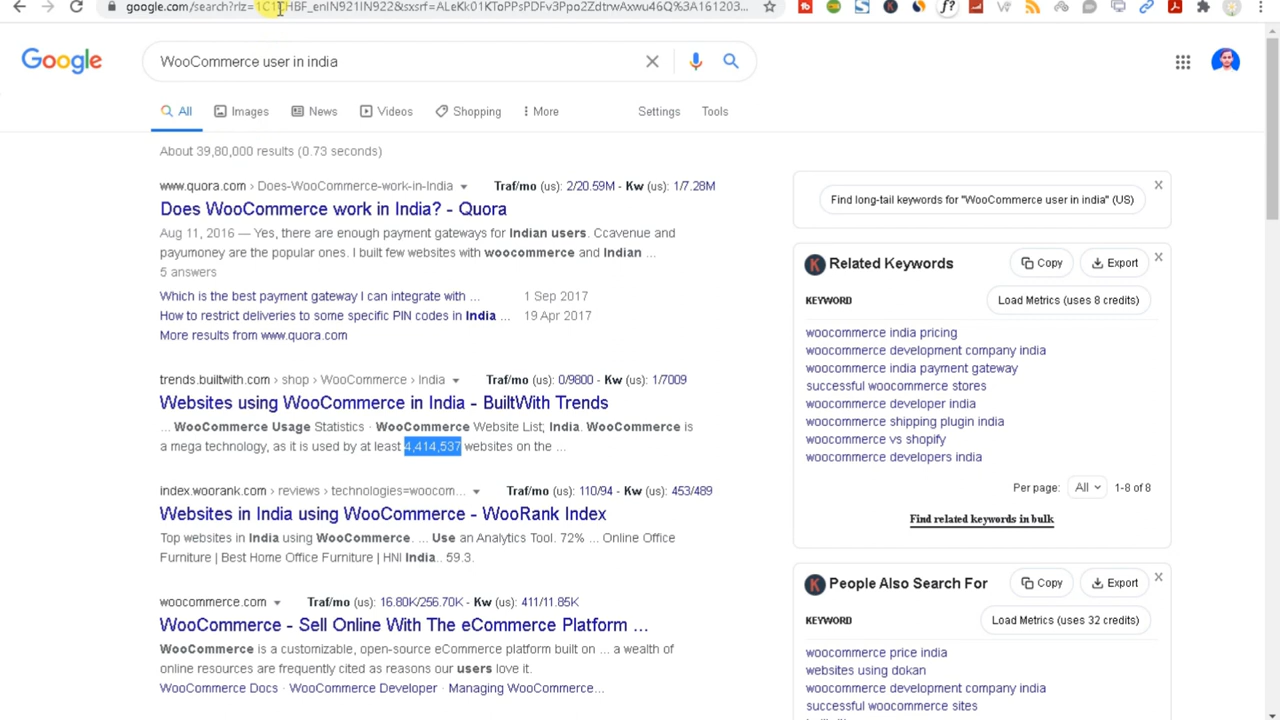 google.com/search?rlz=1C1CHBF_enIN921IN922&sxsrf=ALeKk01KToPPsPDFv3Ppo2ZdtrwAxwu46Q%3A161203...
Google
WooCommerce user in india
All Images News Videos Shopping More Settings Tools
About 39,80,000 results (0.73 seconds)
www.quora.com › Does-WooCommerce-work-in-India Traf/mo (us): 2/20.59M - Kw (us): 1/7.28M
Does WooCommerce work in India? - Quora
Aug 11, 2016 — Yes, there are enough payment gateways for Indian users. Ccavenue and
payumoney are the popular ones. I built few websites with woocommerce and Indian ...
5 answers
Which is the best payment gateway I can integrate with ... 1 Sep 2017
How to restrict deliveries to some specific PIN codes in India ... 19 Apr 2017
More results from www.quora.com
trends.builtwith.com › shop › WooCommerce › India Traf/mo (us): 0/9800 - Kw (us): 1/7009
Websites using WooCommerce in India - BuiltWith Trends
... WooCommerce Usage Statistics · WooCommerce Website List; India. WooCommerce is
a mega technology, as it is used by at least 4,414,537 websites on the ...
index.woorank.com › reviews › technologies=woocom... Traf/mo (us): 110/94 - Kw (us): 453/489
Websites in India using WooCommerce - WooRank Index
Top websites in India using WooCommerce. ... Use an Analytics Tool. 72% ... Online Office
Furniture | Best Home Office Furniture | HNI India.. 59.3.
woocommerce.com Traf/mo (us): 16.80K/256.70K - Kw (us): 411/11.85K
WooCommerce - Sell Online With The eCommerce Platform ...
WooCommerce is a customizable, open-source eCommerce platform built on ... a wealth of
online resources are frequently cited as reasons our users love it.
WooCommerce Docs · WooCommerce Developer · Managing WooCommerce...
Find long-tail keywords for "WooCommerce user in india" (US)
Related Keywords Copy Export
KEYWORD Load Metrics (uses 8 credits)
woocommerce india pricing
woocommerce development company india
woocommerce india payment gateway
successful woocommerce stores
woocommerce developer india
woocommerce shipping plugin india
woocommerce vs shopify
woocommerce developers india
Per page: All 1-8 of 8
Find related keywords in bulk
People Also Search For Copy Export
KEYWORD Load Metrics (uses 32 credits)
woocommerce price india
websites using dokan
woocommerce development company india
successful woocommerce sites